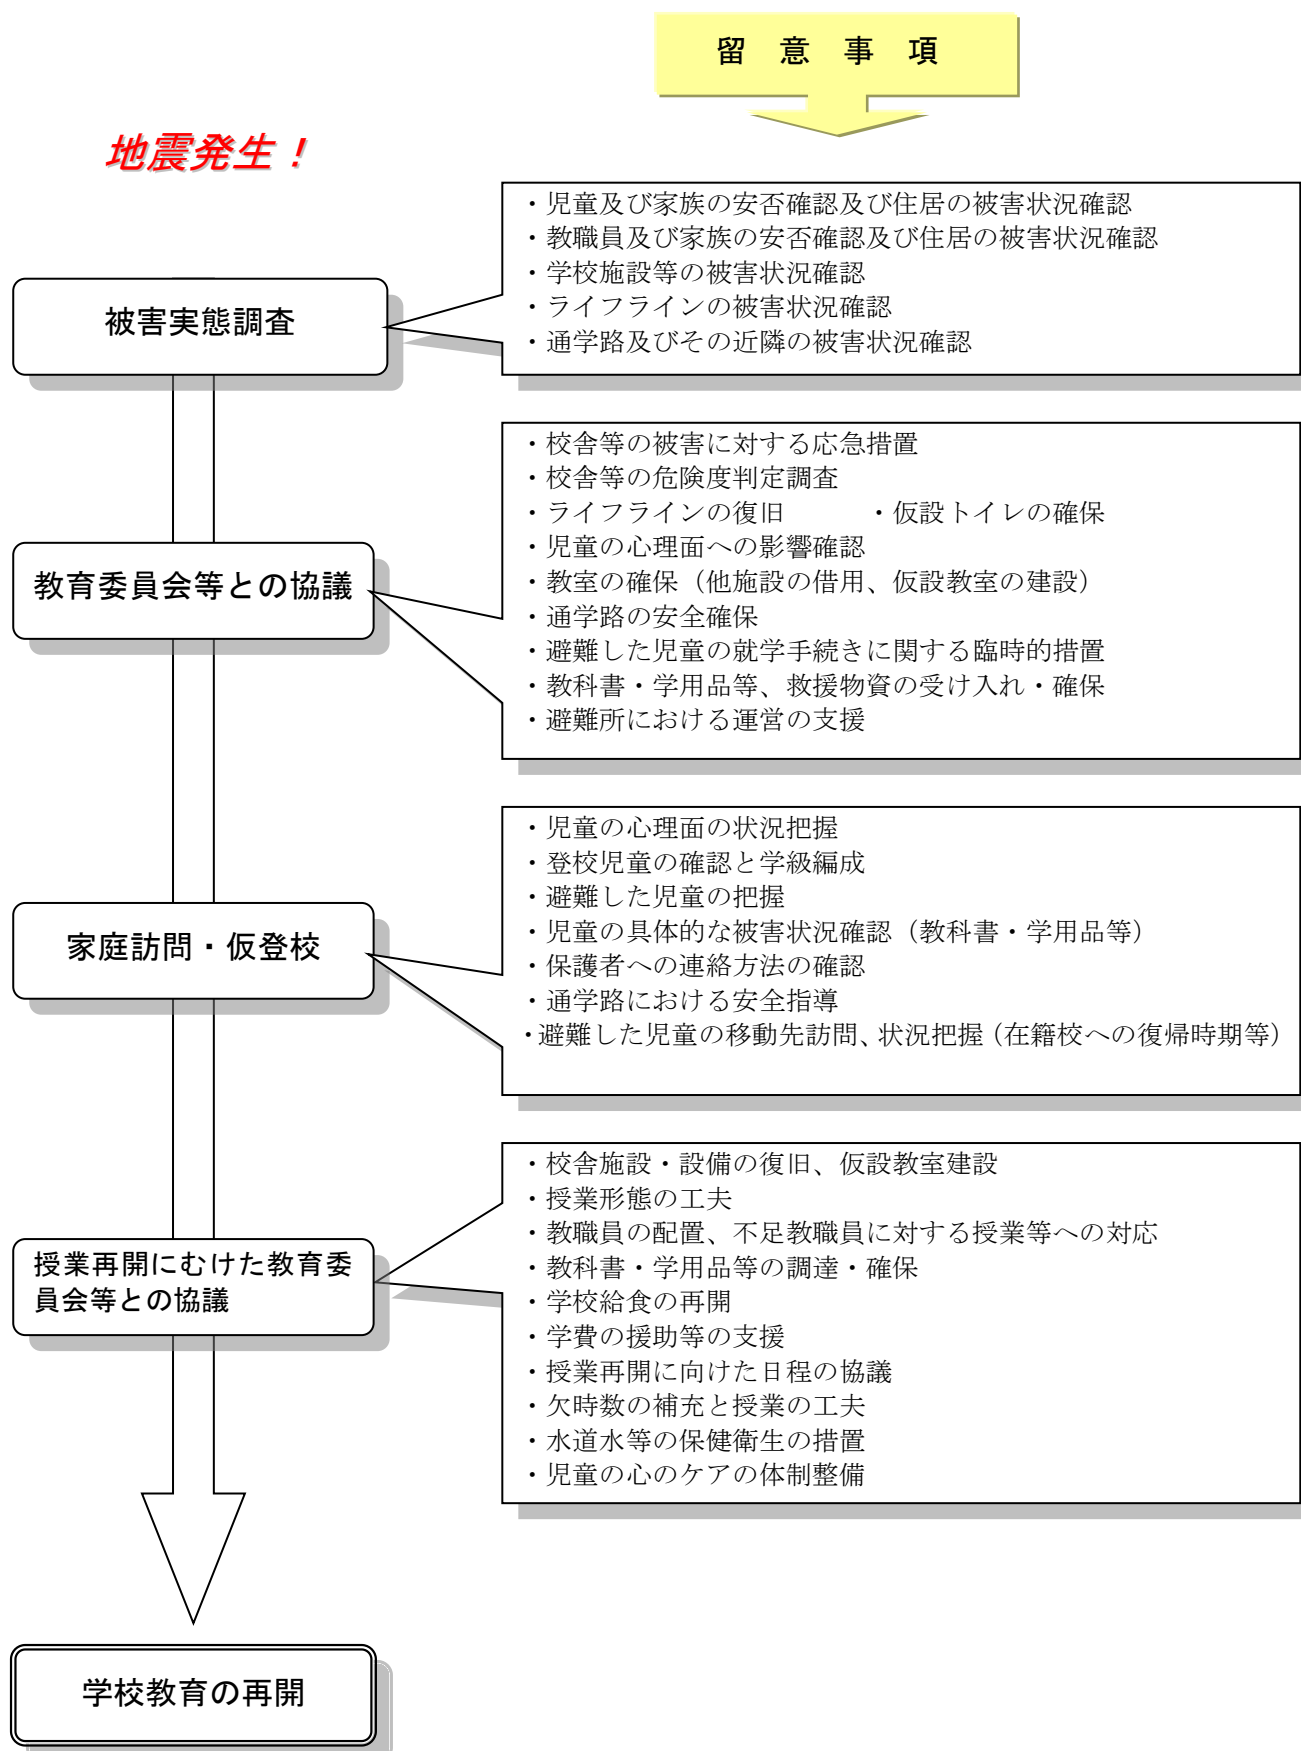 留意事項
地震発生！
被害実態調査
・児童及び家族の安否確認及び住居の被害状況確認
・教職員及び家族の安否確認及び住居の被害状況確認
・学校施設等の被害状況確認
・ライフラインの被害状況確認
・通学路及びその近隣の被害状況確認
教育委員会等との協議
・校舎等の被害に対する応急措置
・校舎等の危険度判定調査
・ライフラインの復旧　　　・仮設トイレの確保
・児童の心理面への影響確認
・教室の確保（他施設の借用、仮設教室の建設）
・通学路の安全確保
・避難した児童の就学手続きに関する臨時的措置
・教科書・学用品等、救援物資の受け入れ・確保
・避難所における運営の支援
家庭訪問・仮登校
・児童の心理面の状況把握
・登校児童の確認と学級編成
・避難した児童の把握
・児童の具体的な被害状況確認（教科書・学用品等）
・保護者への連絡方法の確認
・通学路における安全指導
・避難した児童の移動先訪問、状況把握（在籍校への復帰時期等）
授業再開にむけた教育委
員会等との協議
・校舎施設・設備の復旧、仮設教室建設
・授業形態の工夫
・教職員の配置、不足教職員に対する授業等への対応
・教科書・学用品等の調達・確保
・学校給食の再開
・学費の援助等の支援
・授業再開に向けた日程の協議
・欠時数の補充と授業の工夫
・水道水等の保健衛生の措置
・児童の心のケアの体制整備
学校教育の再開